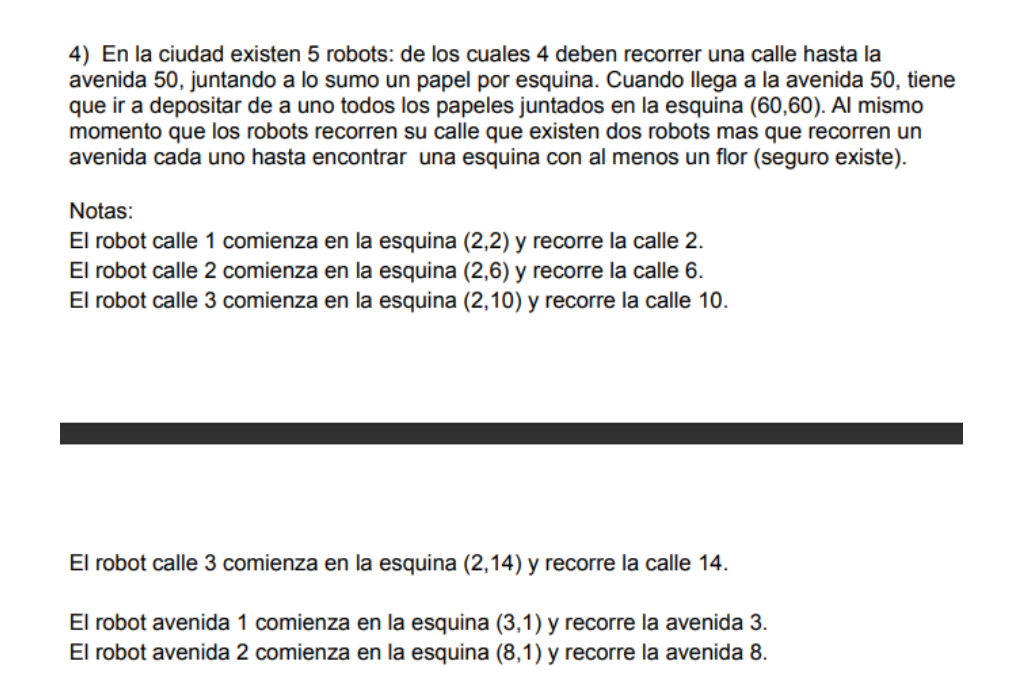 4) En la ciudad existen 5 robots: de los cuales 4 deben recorrer una calle hasta la
avenida 50, juntando a lo sumo un papel por esquina. Cuando llega a la avenida 50, tiene
que ir a depositar de a uno todos los papeles juntados en la esquina (60,60). Al mismo
momento que los robots recorren su calle que existen dos robots mas que recorren un
avenida cada uno hasta encontrar una esquina con al menos un flor (seguro existe).
Notas:
El robot calle 1 comienza en la esquina (2,2) y recorre la calle 2.
El robot calle 2 comienza en la esquina (2,6) y recorre la calle 6.
El robot calle 3 comienza en la esquina (2,10) y recorre la calle 10.
El robot calle 3 comienza en la esquina (2,14) y recorre la calle 14.
El robot avenida 1 comienza en la esquina (3,1) y recorre la avenida 3.
El robot avenida 2 comienza en la esquina (8,1) y recorre la avenida 8.